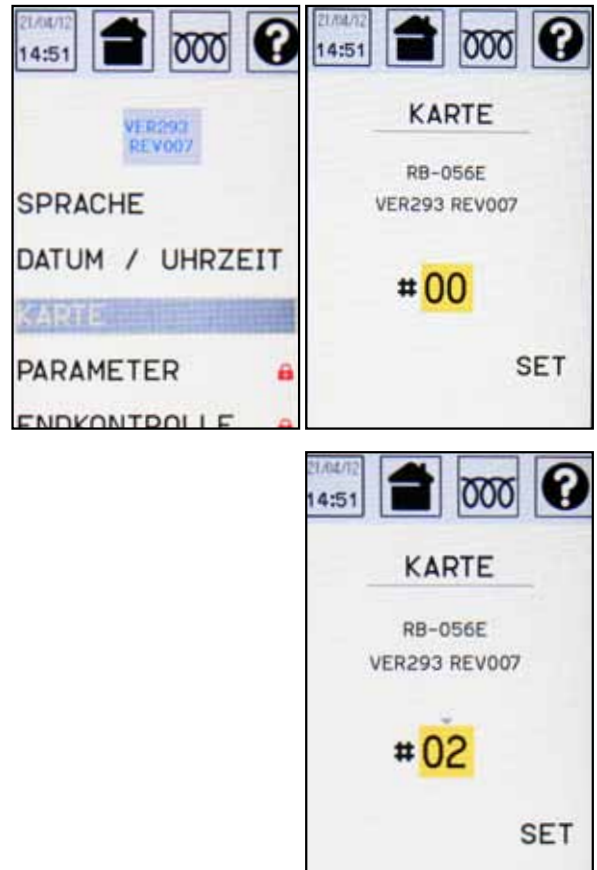 21/04/12
14:51
?
VER293
REV007
SPRACHE
DATUM / UHRZEIT
KARTE
PARAMETER
ENDKONTROLLE
21/04/12
14:51
?
KARTE
RB-056E
VER293 REV007
#00
SET
21/04/12
14:51
?
KARTE
RB-056E
VER293 REV007
#02
SET